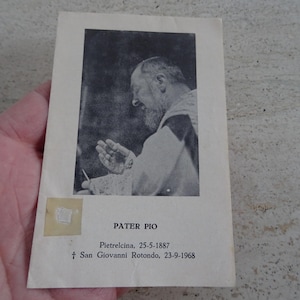 PATER PIO
Pietrelcina, 25-5-1887
† San Giovanni Rotondo, 23-9-1968